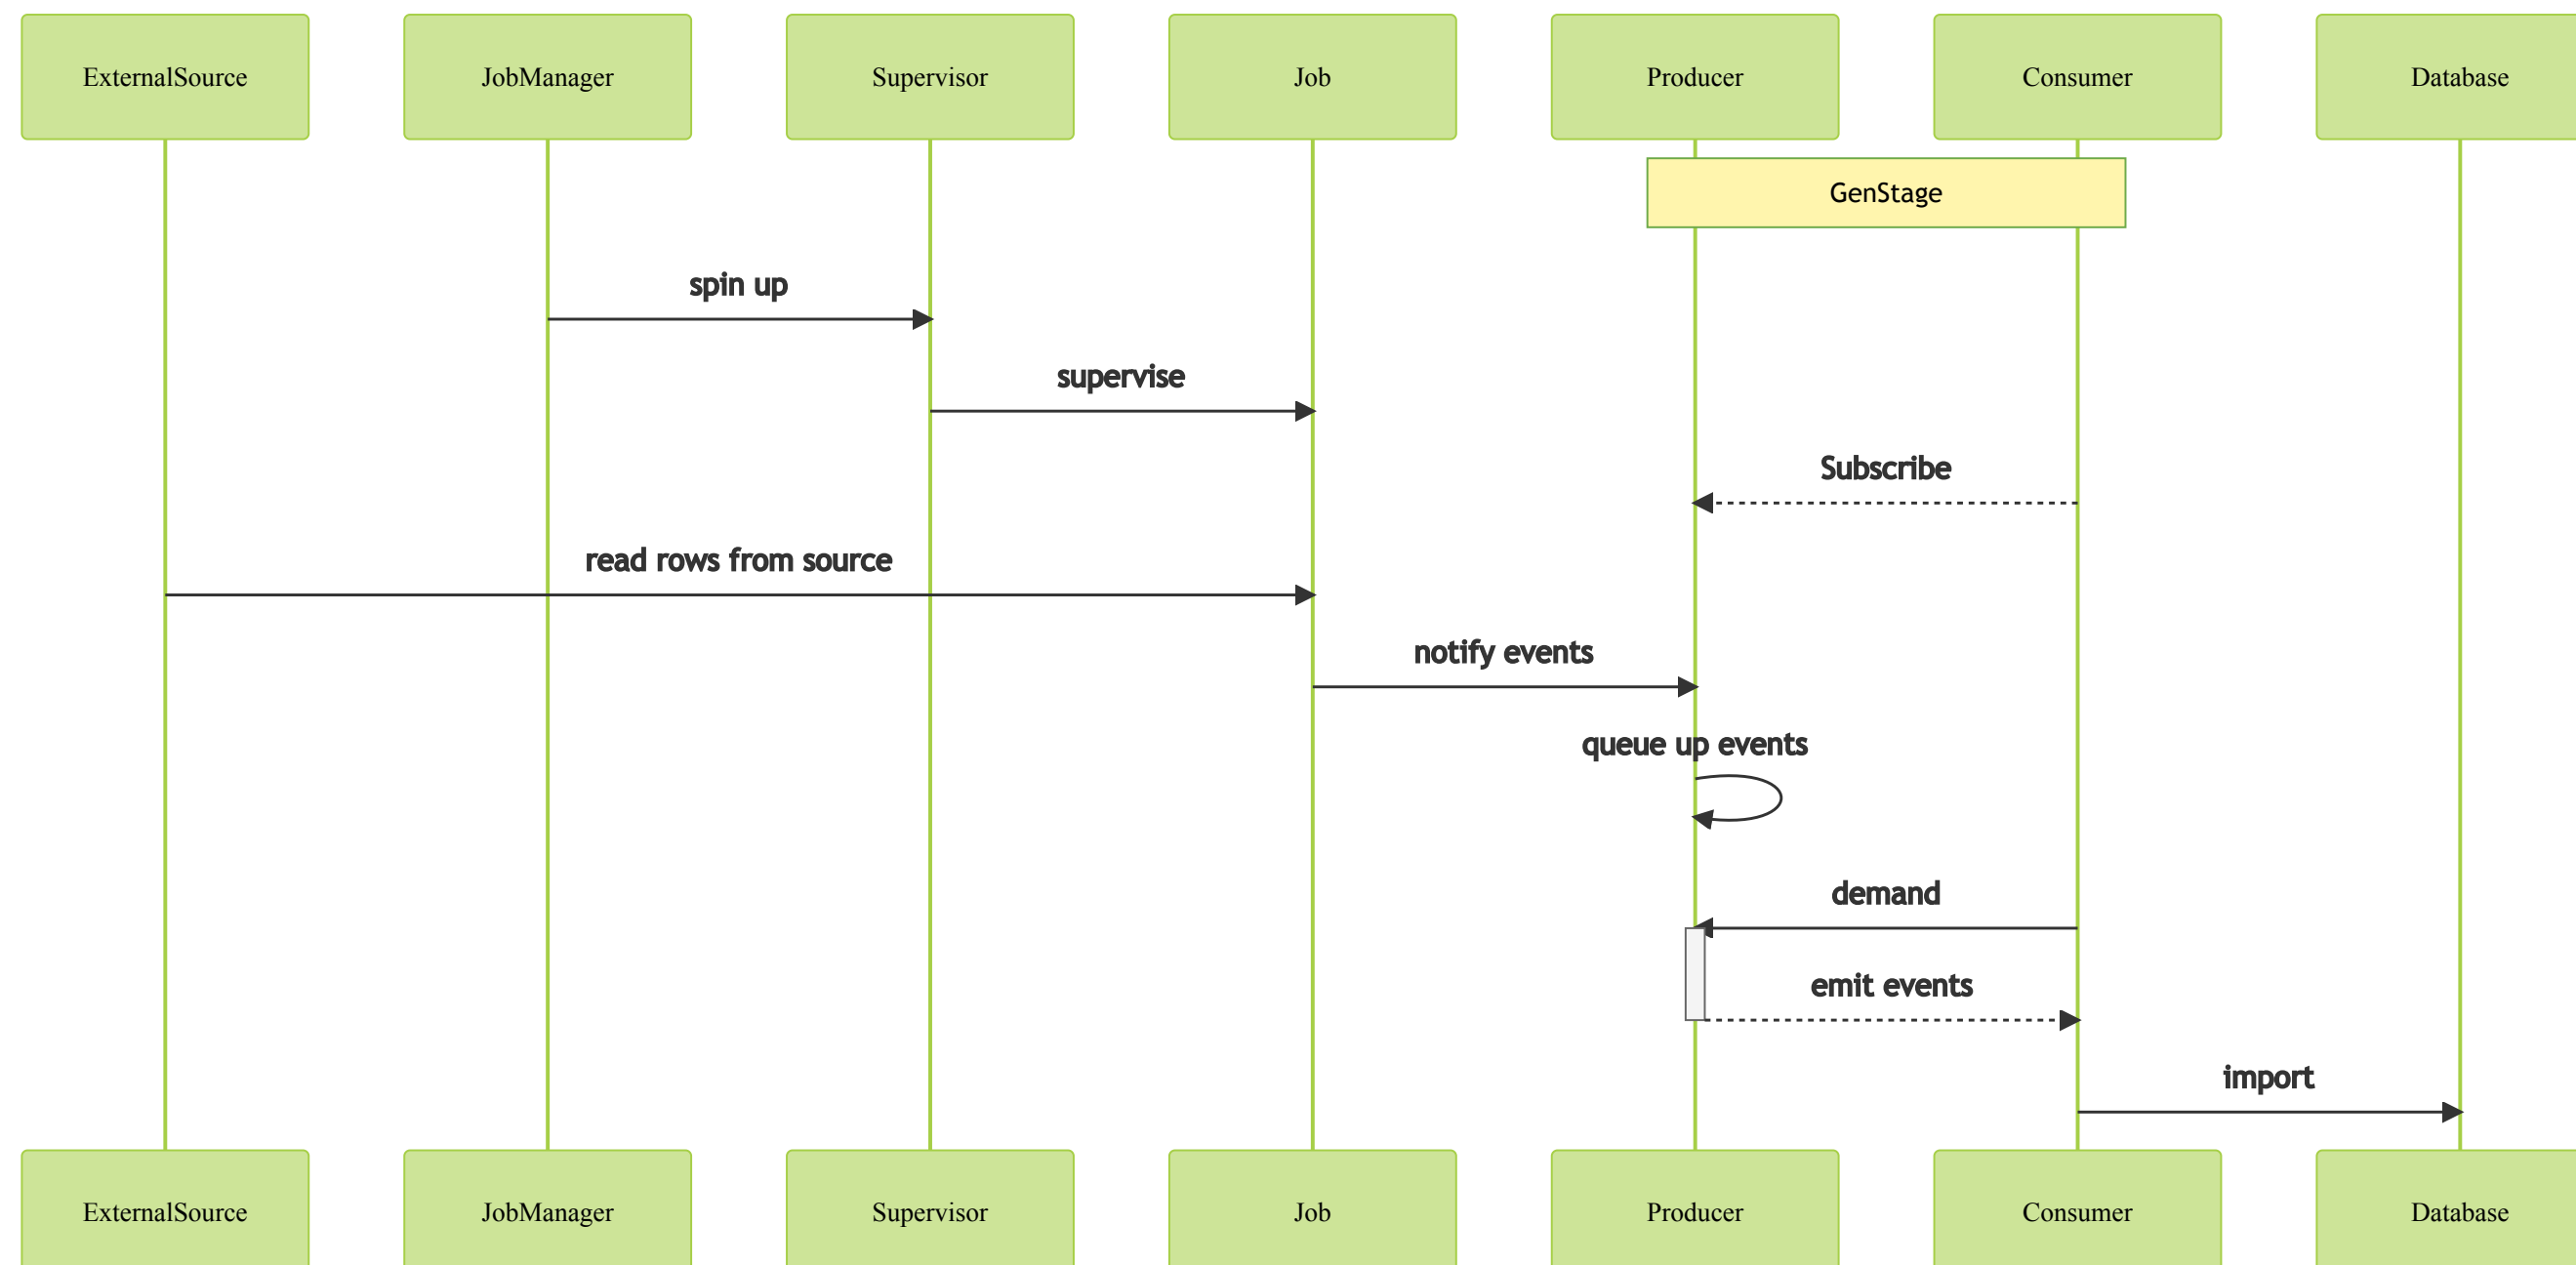 ExternalSource
JobManager
Supervisor
Job
Producer
Consumer
Database
GenStage
spin up
supervise
Subscribe
read rows from source
notify events
queue up events
demand
emit events
import
ExternalSource
JobManager
Supervisor
Job
Producer
Consumer
Database